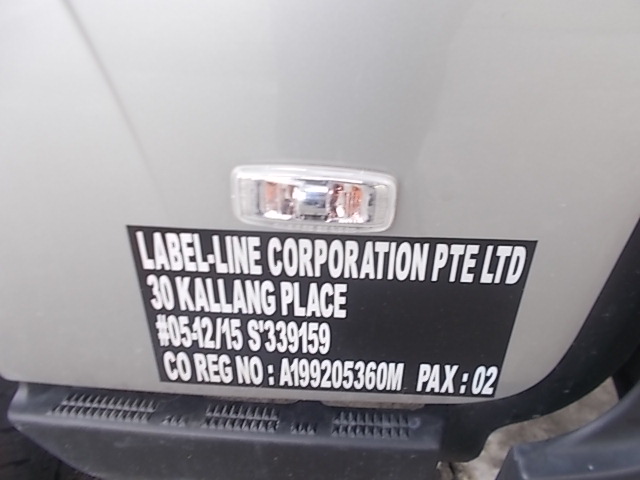 LABEL-LINE CORPORATION PTE LTD
30 KALLANG PLACE
#05-12/15 S'339159
CO REG NO : A199205360M PAX : 02